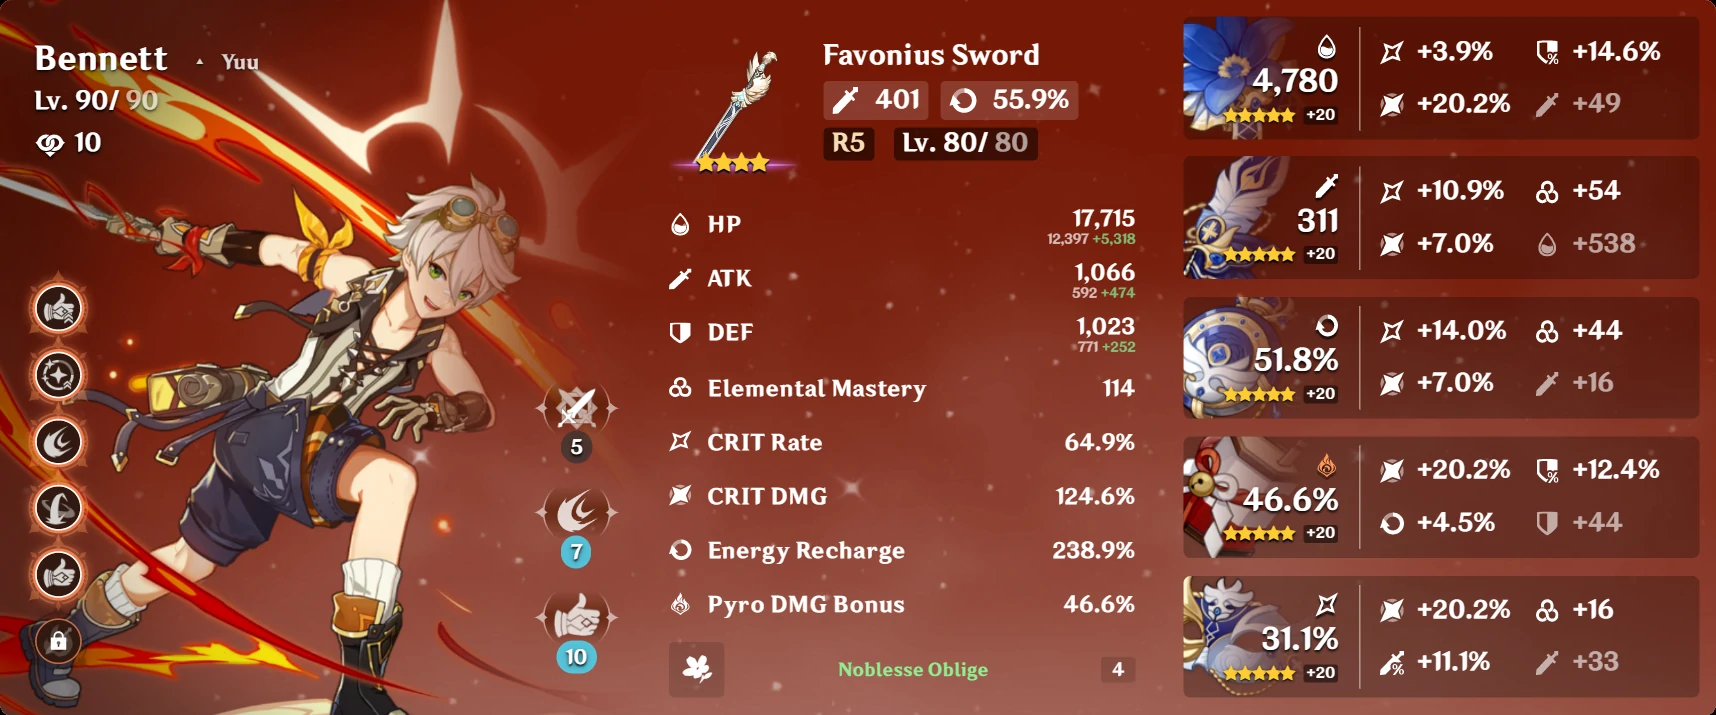 Bennett · Yuu
Lv. 90/ 90
10
5
7
10
Favonius Sword
401 55.9%
R5 Lv. 80/ 80
HP 17,715
12,397 +5,318
ATK 1,066
592 +474
DEF 1,023
771 +252
Elemental Mastery 114
CRIT Rate 64.9%
CRIT DMG 124.6%
Energy Recharge 238.9%
Pyro DMG Bonus 46.6%
Noblesse Oblige 4
4,780
+20
+3.9% +14.6%
+20.2% +49
311
+20
+10.9% +54
+7.0% +538
51.8%
+20
+14.0% +44
+7.0% +16
46.6%
+20
+20.2% +12.4%
+4.5% +44
31.1%
+20
+20.2% +16
+11.1% +33